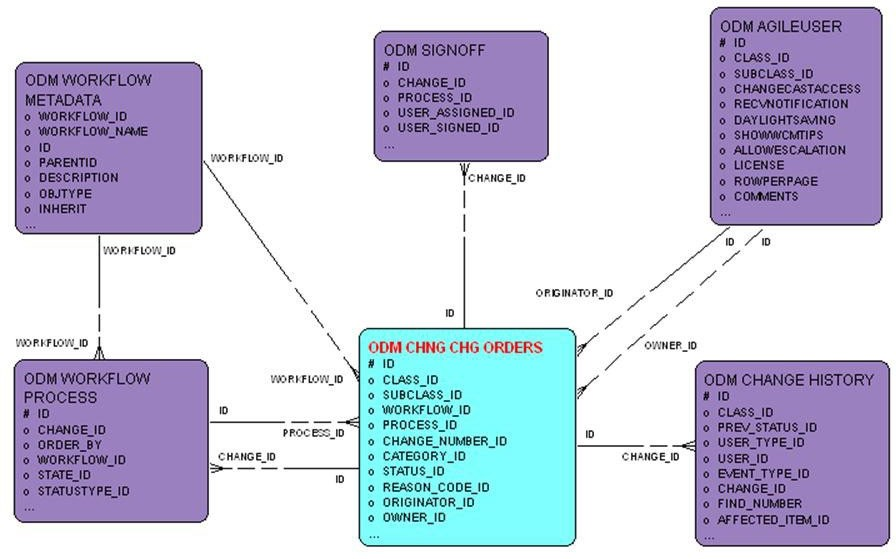 ODM WORKFLOW
METADATA
o WORKFLOW_ID
o WORKFLOW_NAME
o ID
o PARENTID
o DESCRIPTION
o OBJTYPE
o INHERIT
...
ODM SIGNOFF
# ID
o CHANGE_ID
o PROCESS_ID
o USER_ASSIGNED_ID
o USER_SIGNED_ID
...
ODM AGILEUSER
# ID
o CLASS_ID
o SUBCLASS_ID
o CHANGECASTACCESS
o RECVNOTIFICATION
o DAYLIGHTSAVING
o SHOWWCMTIPS
o ALLOWESCALATION
o LICENSE
o ROWPERPAGE
o COMMENTS
...
WORKFLOW_ID
CHANGE_ID
WORKFLOW_ID
ID
ID
ORIGINATOR_ID
ID
WORKFLOW_ID
OWNER_ID
WORKFLOW_ID
ODM WORKFLOW
PROCESS
# ID
o CHANGE_ID
o ORDER_BY
o WORKFLOW_ID
o STATE_ID
o STATUSTYPE_ID
...
ID
PROCESS_ID
CHANGE_ID
ID
ODM CHNG CHG ORDERS
# ID
o CLASS_ID
o SUBCLASS_ID
o WORKFLOW_ID
o PROCESS_ID
o CHANGE_NUMBER_ID
o CATEGORY_ID
o STATUS_ID
o REASON_CODE_ID
o ORIGINATOR_ID
o OWNER_ID
...
ID
CHANGE_ID
ODM CHANGE HISTORY
# ID
o CLASS_ID
o PREV_STATUS_ID
o USER_TYPE_ID
o USER_ID
o EVENT_TYPE_ID
o CHANGE_ID
o FIND_NUMBER
o AFFECTED_ITEM_ID
...